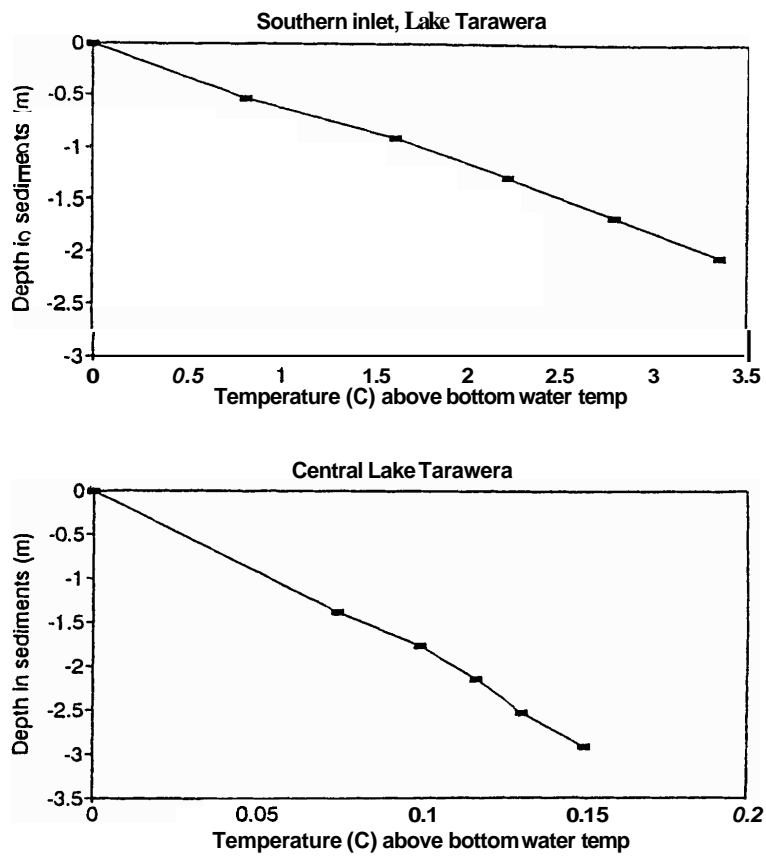 Southern inlet, Lake Tarawera
0
-0.5
-1
-1.5
-2
-2.5
-3
Depth in sediments (m)
0 0.5 1 1.5 2 2.5 3 3.5
Temperature (C) above bottom water temp
Central Lake Tarawera
0
-0.5
-1
-1.5
-2
-2.5
-3
-3.5
Depth in sediments (m)
0 0.05 0.1 0.15 0.2
Temperature (C) above bottom water temp